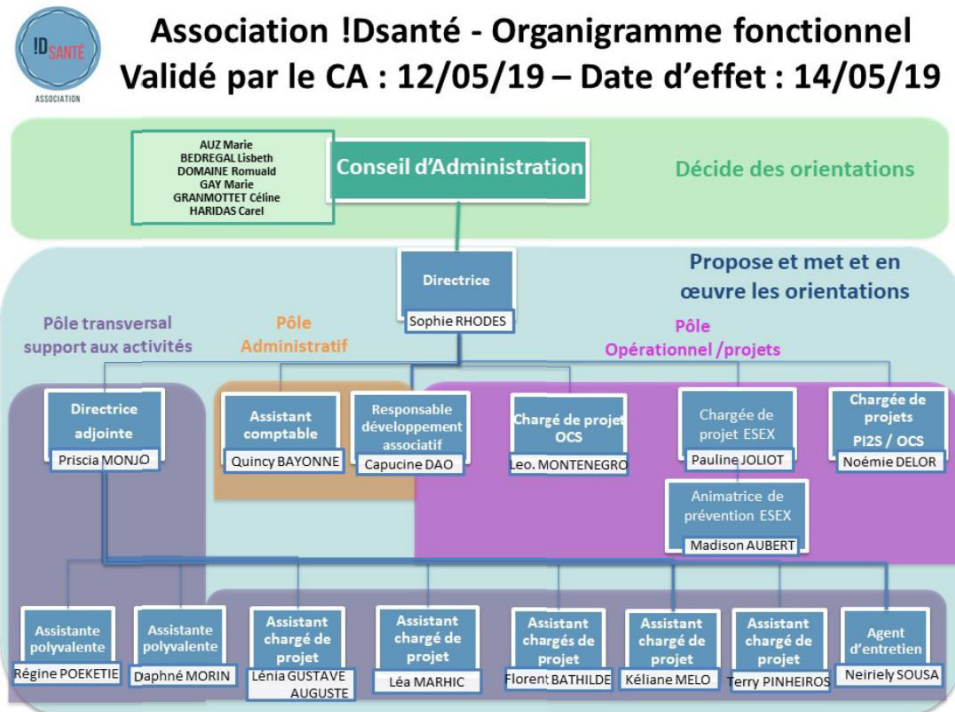 !D SANTÉ
ASSOCIATION
Association !Dsanté - Organigramme fonctionnel
Validé par le CA : 12/05/19 – Date d'effet : 14/05/19
AUZ Marie
BEDREGAL Lisbeth
DOMAINE Romuald
GAY Marie
GRANMOTTET Céline
HARIDAS Carel
Conseil d'Administration
Décide des orientations
Directrice
Sophie RHODES
Propose et met et en
œuvre les orientations
Pôle transversal
support aux activités
Pôle
Administratif
Pôle
Opérationnel /projets
Directrice
adjointe
Priscia MONJO
Assistant
comptable
Quincy BAYONNE
Responsable
développement
associatif
Capucine DAO
Chargé de projet
OCS
Leo. MONTENEGRO
Chargée de
projet ESEX
Pauline JOLIOT
Chargée de
projets
PI2S / OCS
Noémie DELOR
Animatrice de
prévention ESEX
Madison AUBERT
Assistante
polyvalente
Régine POEKETIE
Assistante
polyvalente
Daphné MORIN
Assistant
chargé de
projet
Lénia GUSTAVE
AUGUSTE
Assistant
chargé de
projet
Léa MARHIC
Assistant
chargés de
projet
Florent BATHILDE
Assistant
chargé de
projet
Kéliane MELO
Assistant
chargé de
projet
Terry PINHEIROS
Agent
d'entretien
Neiriely SOUSA